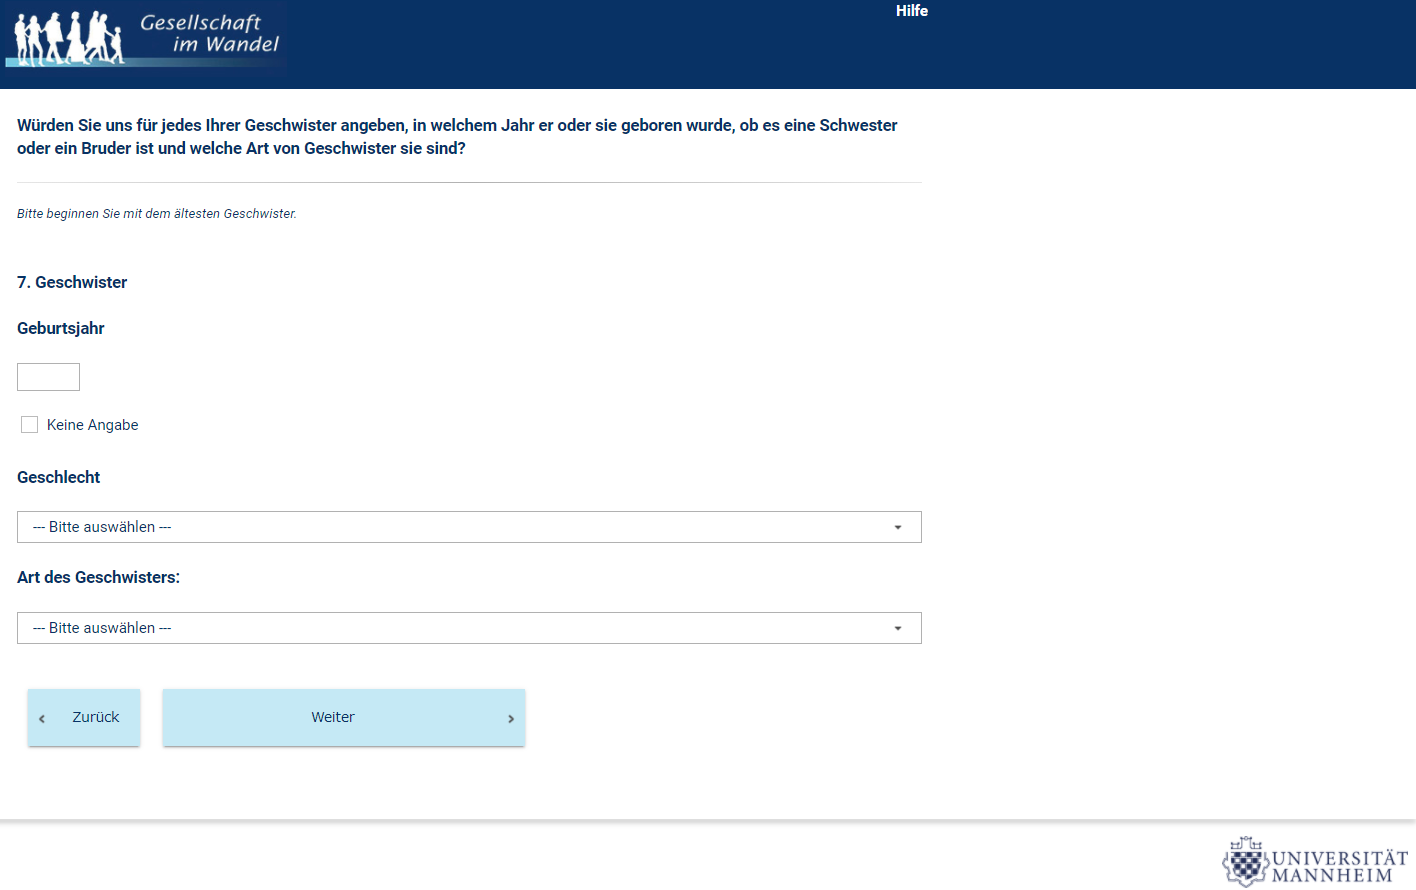 Gesellschaft
im Wandel
Hilfe
Würden Sie uns für jedes Ihrer Geschwister angeben, in welchem Jahr er oder sie geboren wurde, ob es eine Schwester
oder ein Bruder ist und welche Art von Geschwister sie sind?
Bitte beginnen Sie mit dem ältesten Geschwister.
7. Geschwister
Geburtsjahr
Keine Angabe
Geschlecht
--- Bitte auswählen ---
Art des Geschwisters:
--- Bitte auswählen ---
Zurück
Weiter
UNIVERSITÄT
MANNHEIM